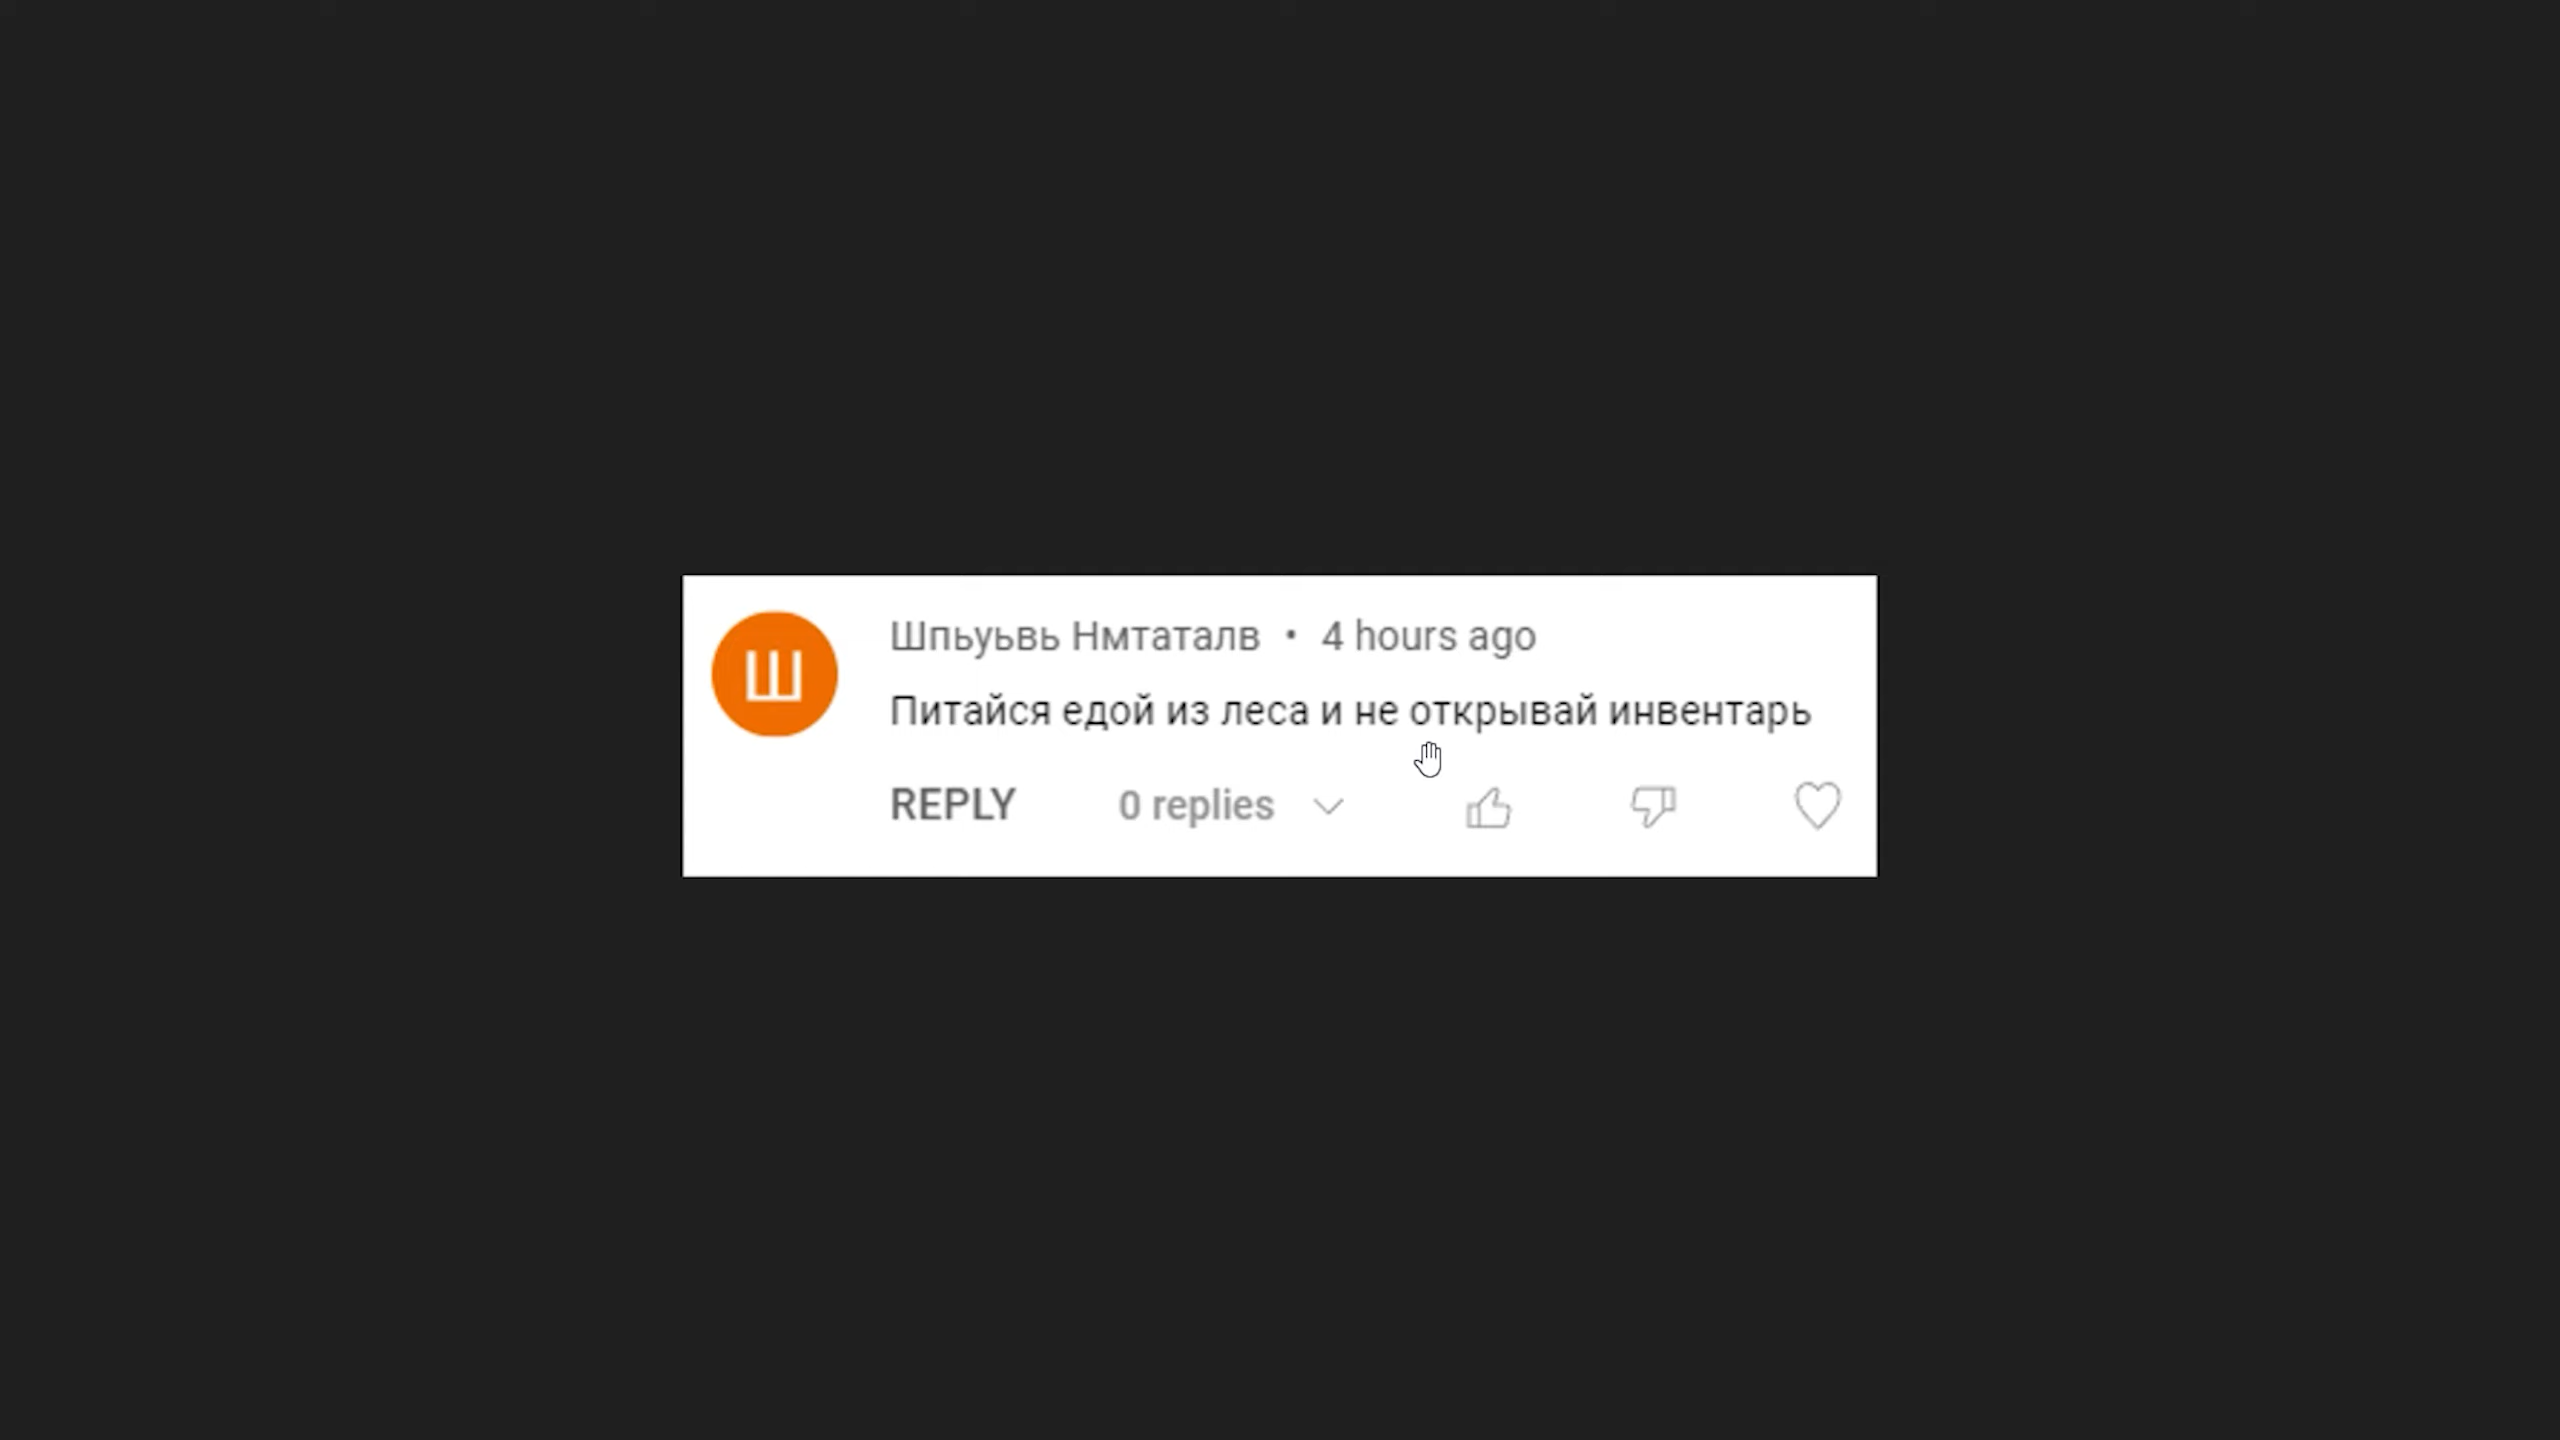 Ш
Шпьуьвь Нмтаталв • 4 hours ago
Питайся едой из леса и не открывай инвентарь
REPLY 0 replies